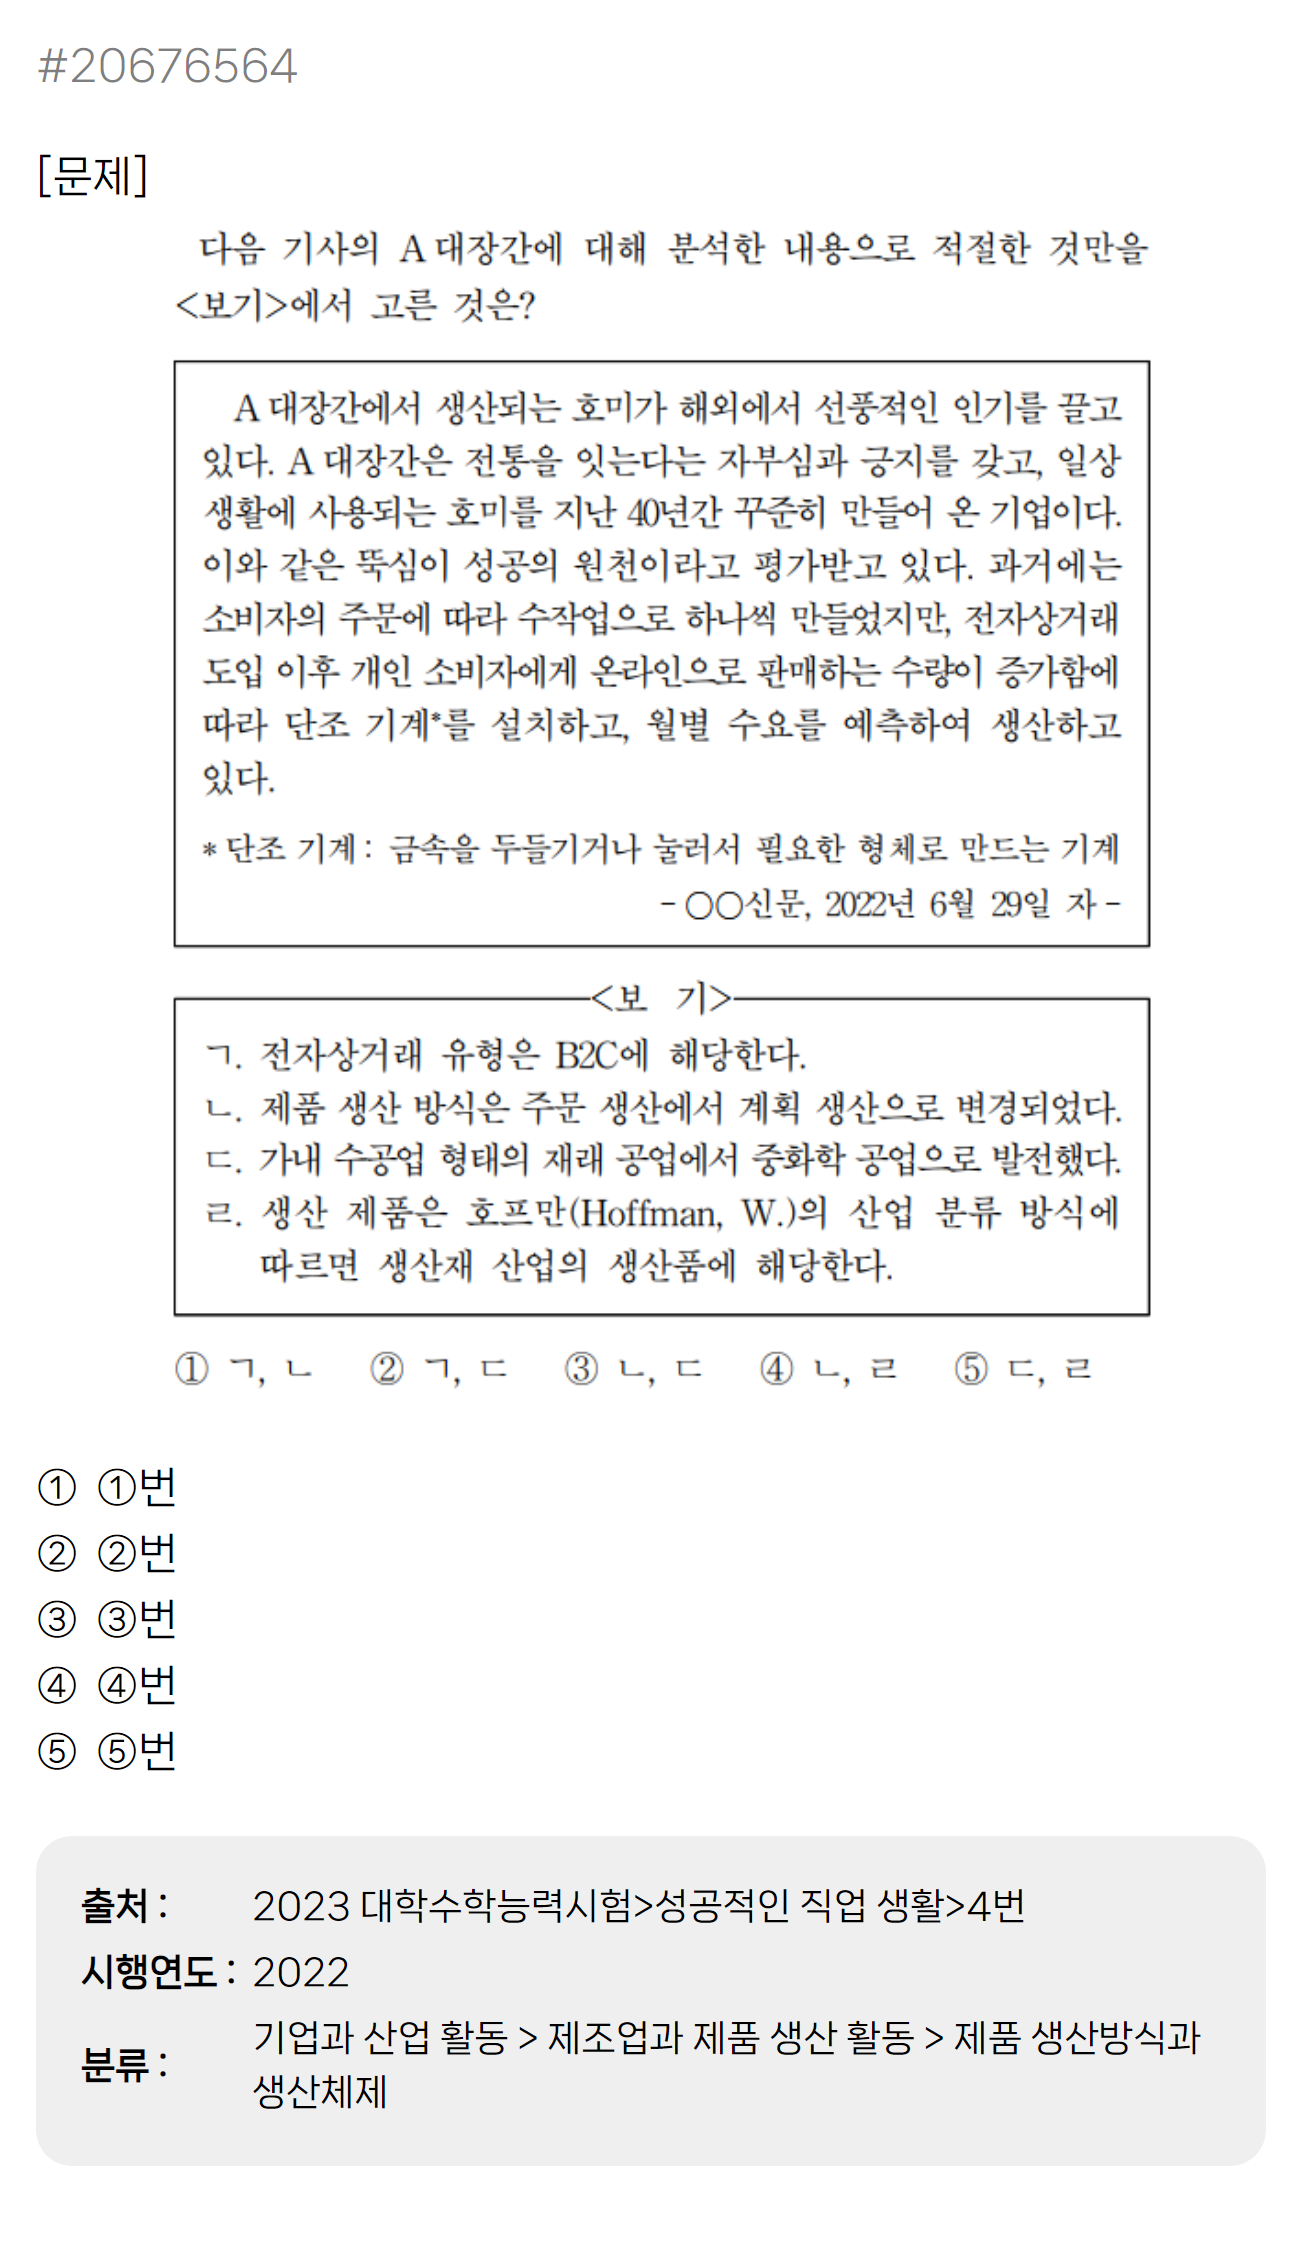 #20676564
[문제]
다음 기사의 A 대장간에 대해 분석한 내용으로 적절한 것만을
<보기>에서 고른 것은?
A 대장간에서 생산되는 호미가 해외에서 선풍적인 인기를 끌고
있다. A 대장간은 전통을 잇는다는 자부심과 긍지를 갖고, 일상
생활에 사용되는 호미를 지난 40년간 꾸준히 만들어 온 기업이다.
이와 같은 뚝심이 성공의 원천이라고 평가받고 있다. 과거에는
소비자의 주문에 따라 수작업으로 하나씩 만들었지만, 전자상거래
도입 이후 개인 소비자에게 온라인으로 판매하는 수량이 증가함에
따라 단조 기계*를 설치하고, 월별 수요를 예측하여 생산하고
있다.
* 단조 기계 : 금속을 두들기거나 눌러서 필요한 형체로 만드는 기계
- ○○신문, 2022년 6월 29일 자 -
<보 기>
ㄱ. 전자상거래 유형은 B2C에 해당한다.
ㄴ. 제품 생산 방식은 주문 생산에서 계획 생산으로 변경되었다.
ㄷ. 가내 수공업 형태의 재래 공업에서 중화학 공업으로 발전했다.
ㄹ. 생산 제품은 호프만(Hoffman, W.)의 산업 분류 방식에
따르면 생산재 산업의 생산품에 해당한다.
① ㄱ, ㄴ ② ㄱ, ㄷ ③ ㄴ, ㄷ ④ ㄴ, ㄹ ⑤ ㄷ, ㄹ
① ①번
② ②번
③ ③번
④ ④번
⑤ ⑤번
출처 : 2023 대학수학능력시험>성공적인 직업 생활>4번
시행연도 : 2022
분류 : 기업과 산업 활동 > 제조업과 제품 생산 활동 > 제품 생산방식과
생산체제